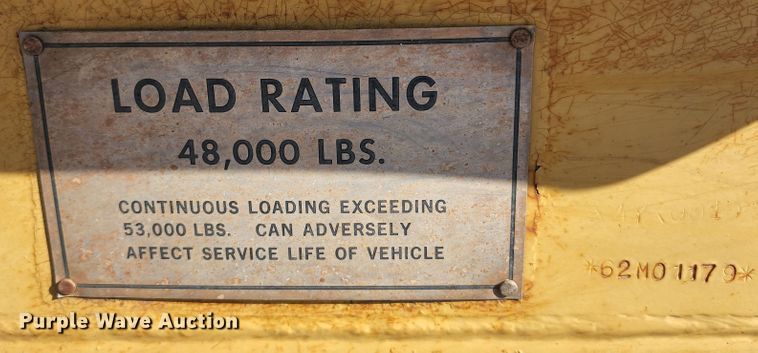 LOAD RATING
48,000 LBS.
CONTINUOUS LOADING EXCEEDING
53,000 LBS. CAN ADVERSELY
AFFECT SERVICE LIFE OF VEHICLE
*62M01179*
Purple Wave Auction